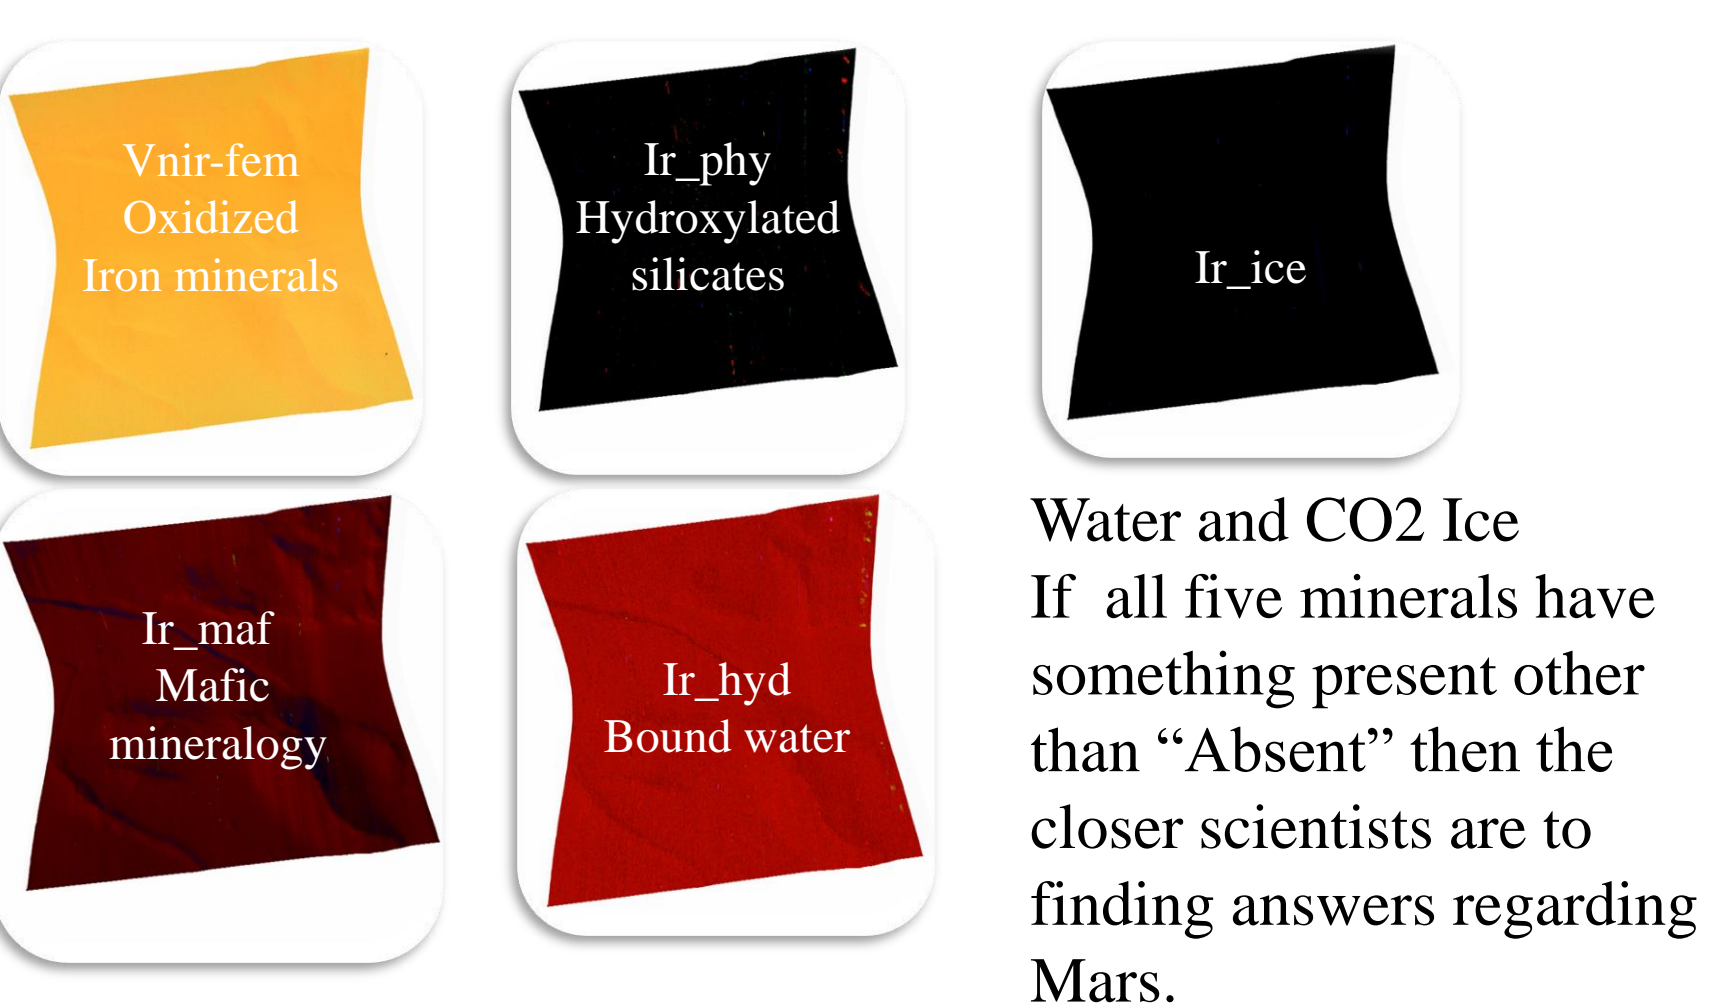 Vnir-fem
Oxidized
Iron minerals
Ir_phy
Hydroxylated
silicates
Ir_ice
Ir_maf
Mafic
mineralogy
Ir_hyd
Bound water
Water and CO2 Ice
If  all five minerals have
something present other
than “Absent” then the
closer scientists are to
finding answers regarding
Mars.